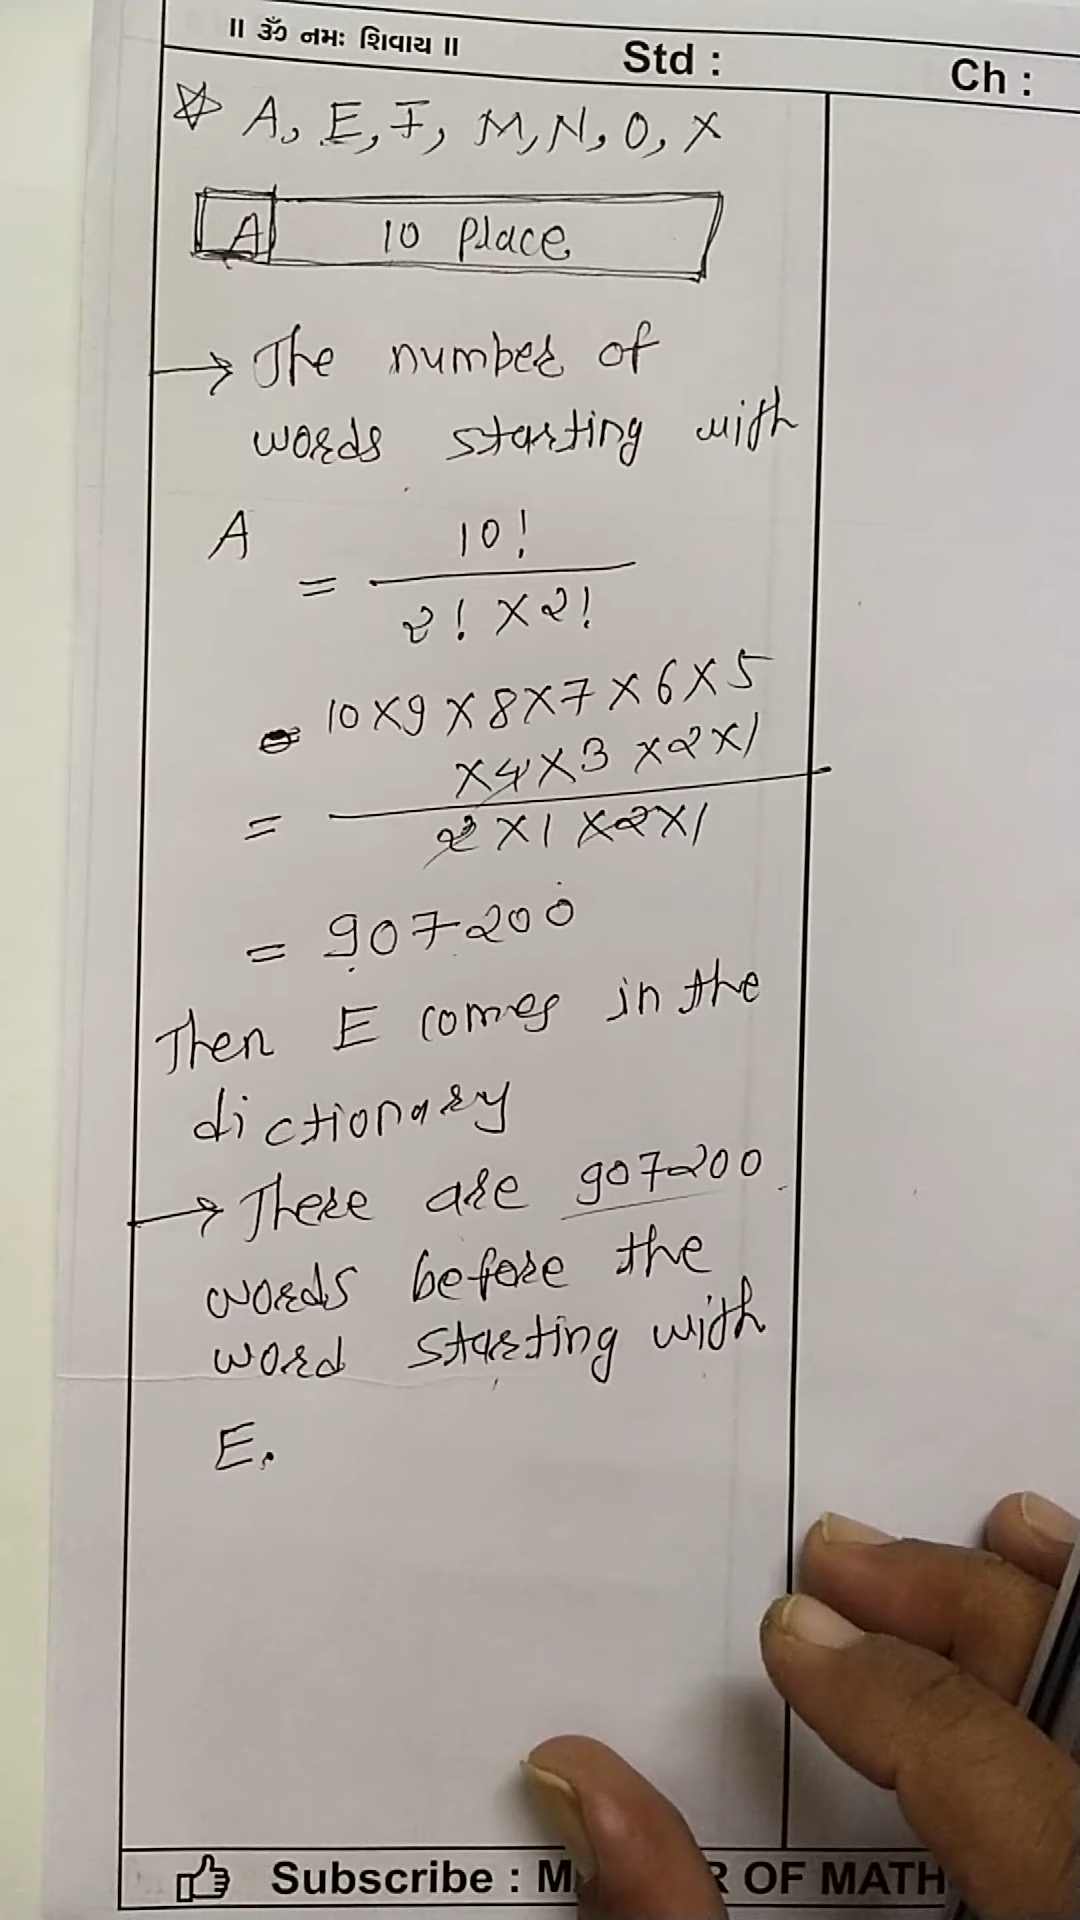 ॥ ૐ નમઃ શિવાય ॥
Std :
Ch :
A, E, I, M, N, O, X
A 10 Place
→ The number of
words starting with
A = 10!
2! × 2!
10×9×8×7×6×5
×4×3×2×1
=
2×1×2×1
= 907200
Then E comes in the
dictionary
→ There are 907200
words before the
word starting with
E.
Subscribe : M R OF MATH